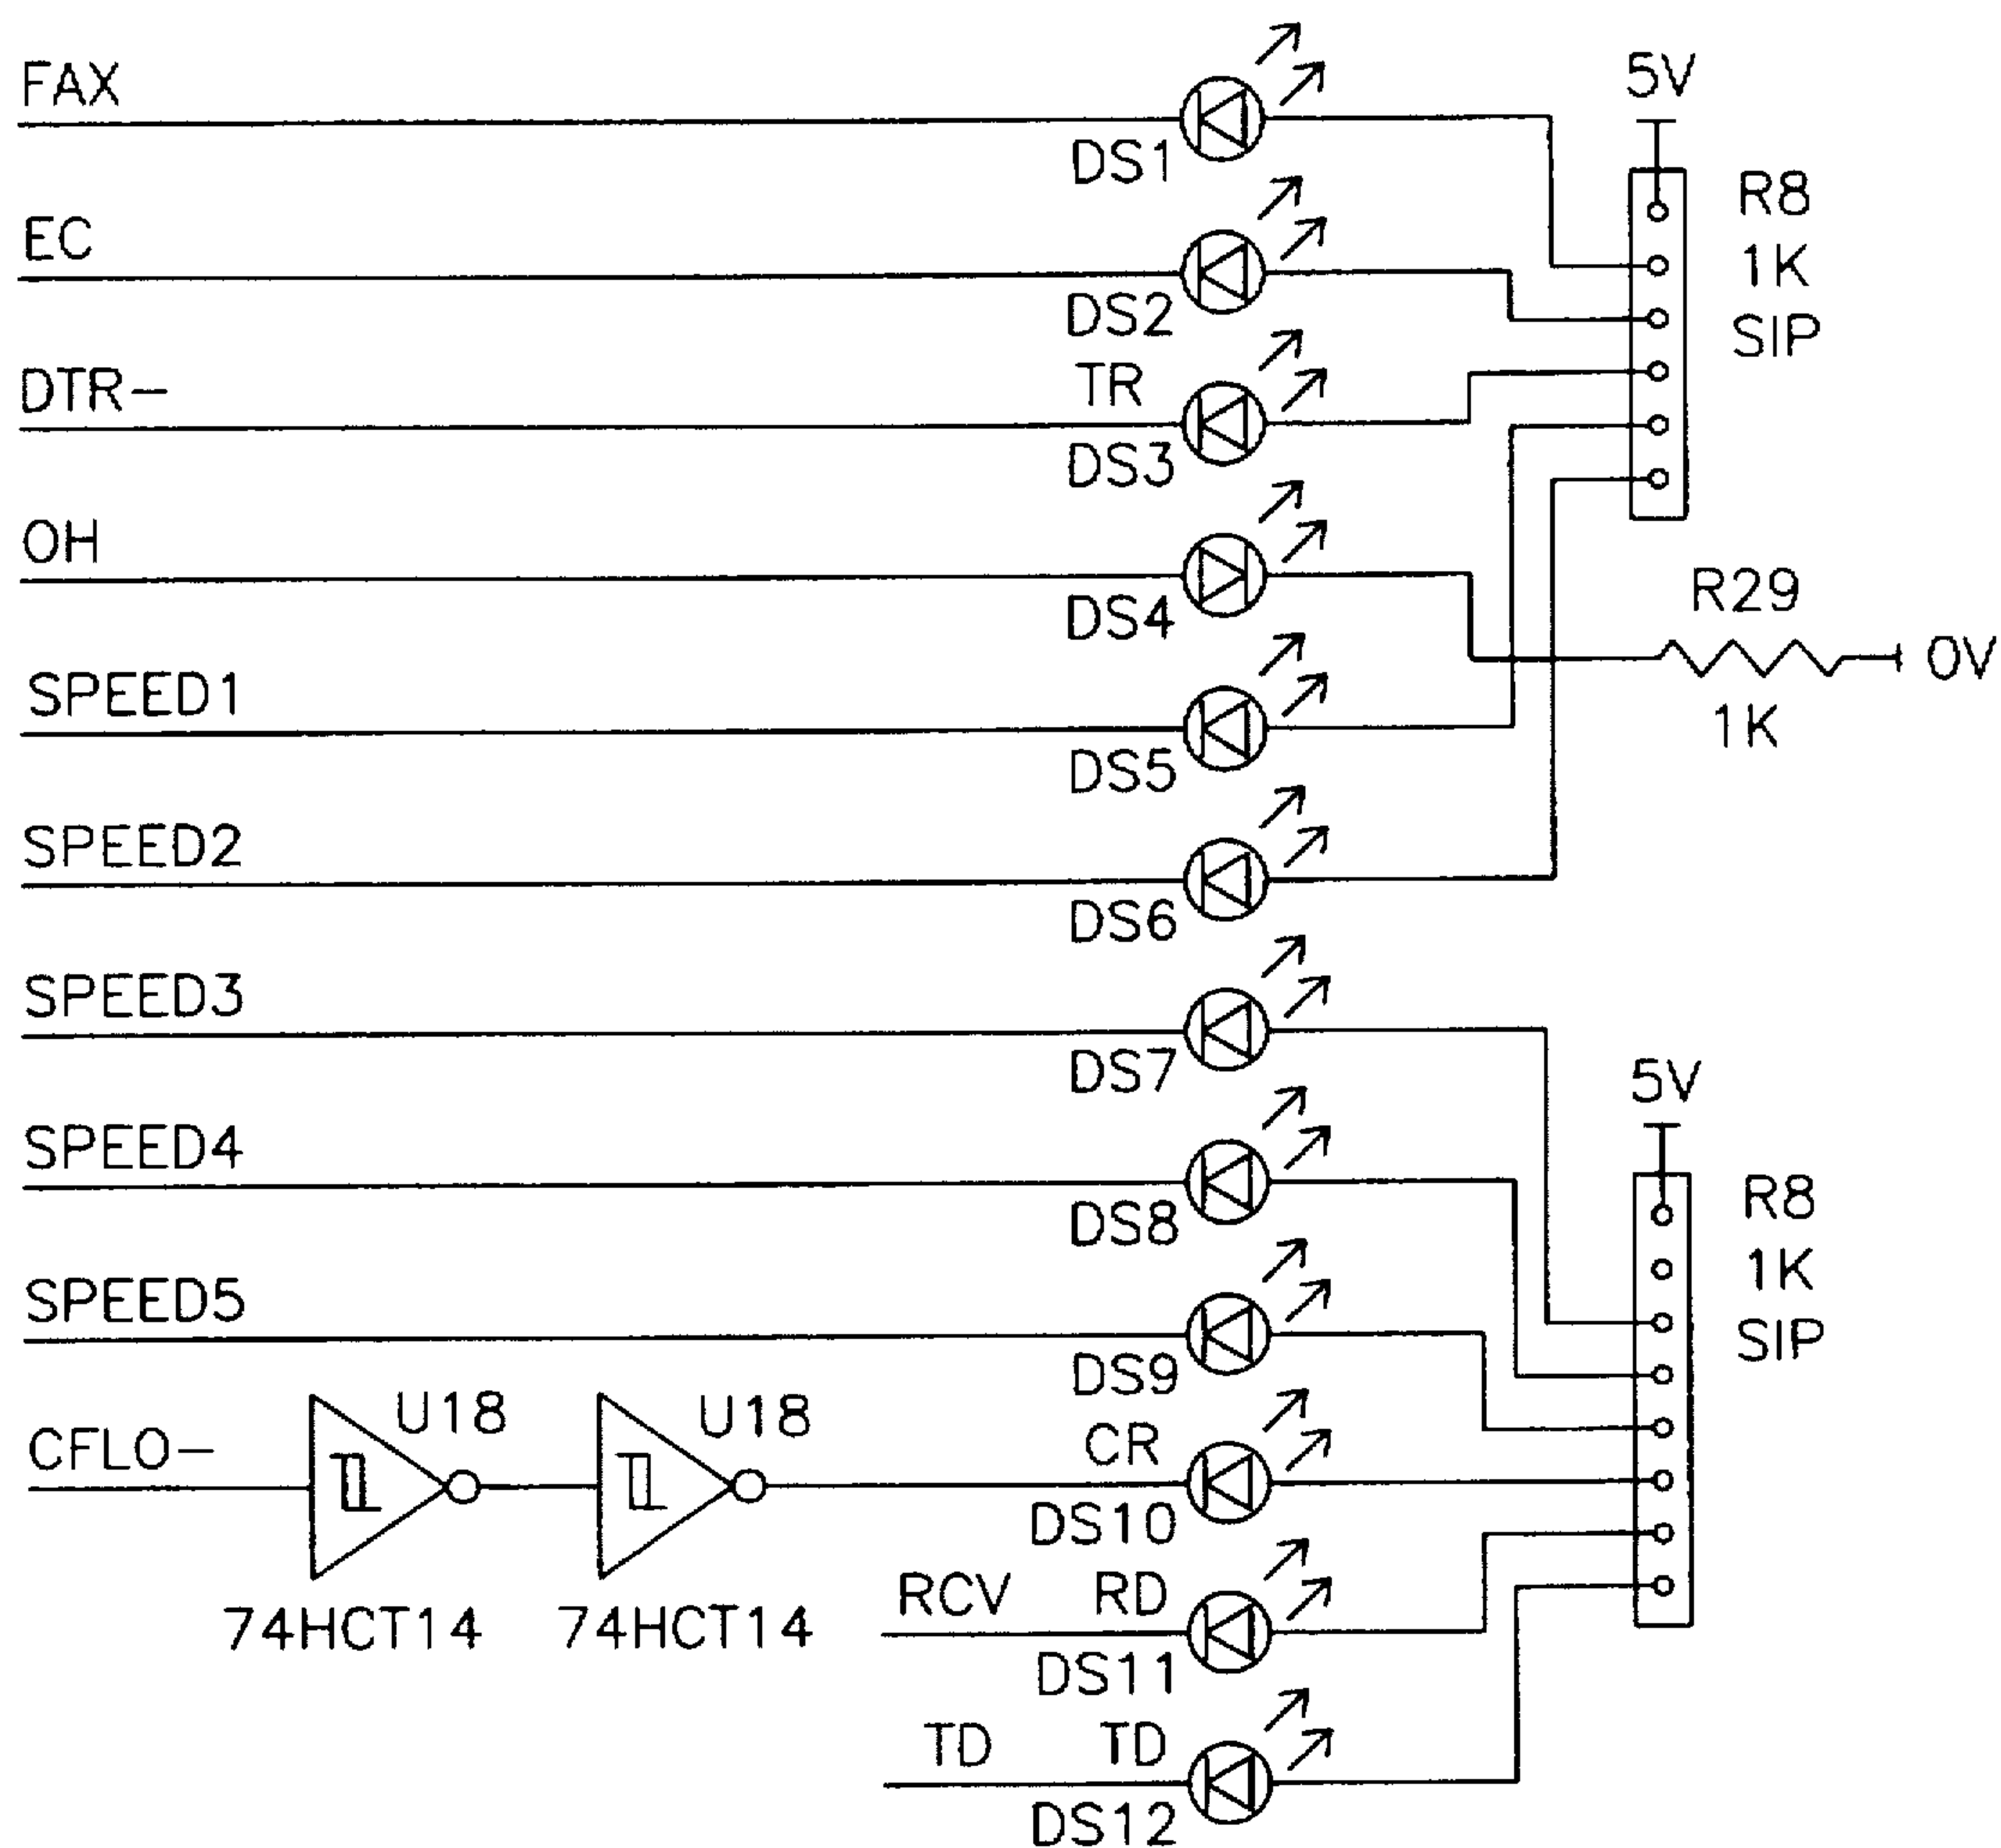 FAX
5V
DS1
R8
1K
SIP
EC
DS2
DTR-
TR
DS3
OH
DS4
R29
1K
0V
SPEED1
DS5
SPEED2
DS6
SPEED3
DS7
5V
SPEED4
DS8
R8
1K
SIP
SPEED5
DS9
CFLO-
U18
U18
CR
DS10
74HCT14
74HCT14
RCV
RD
DS11
TD
TD
DS12